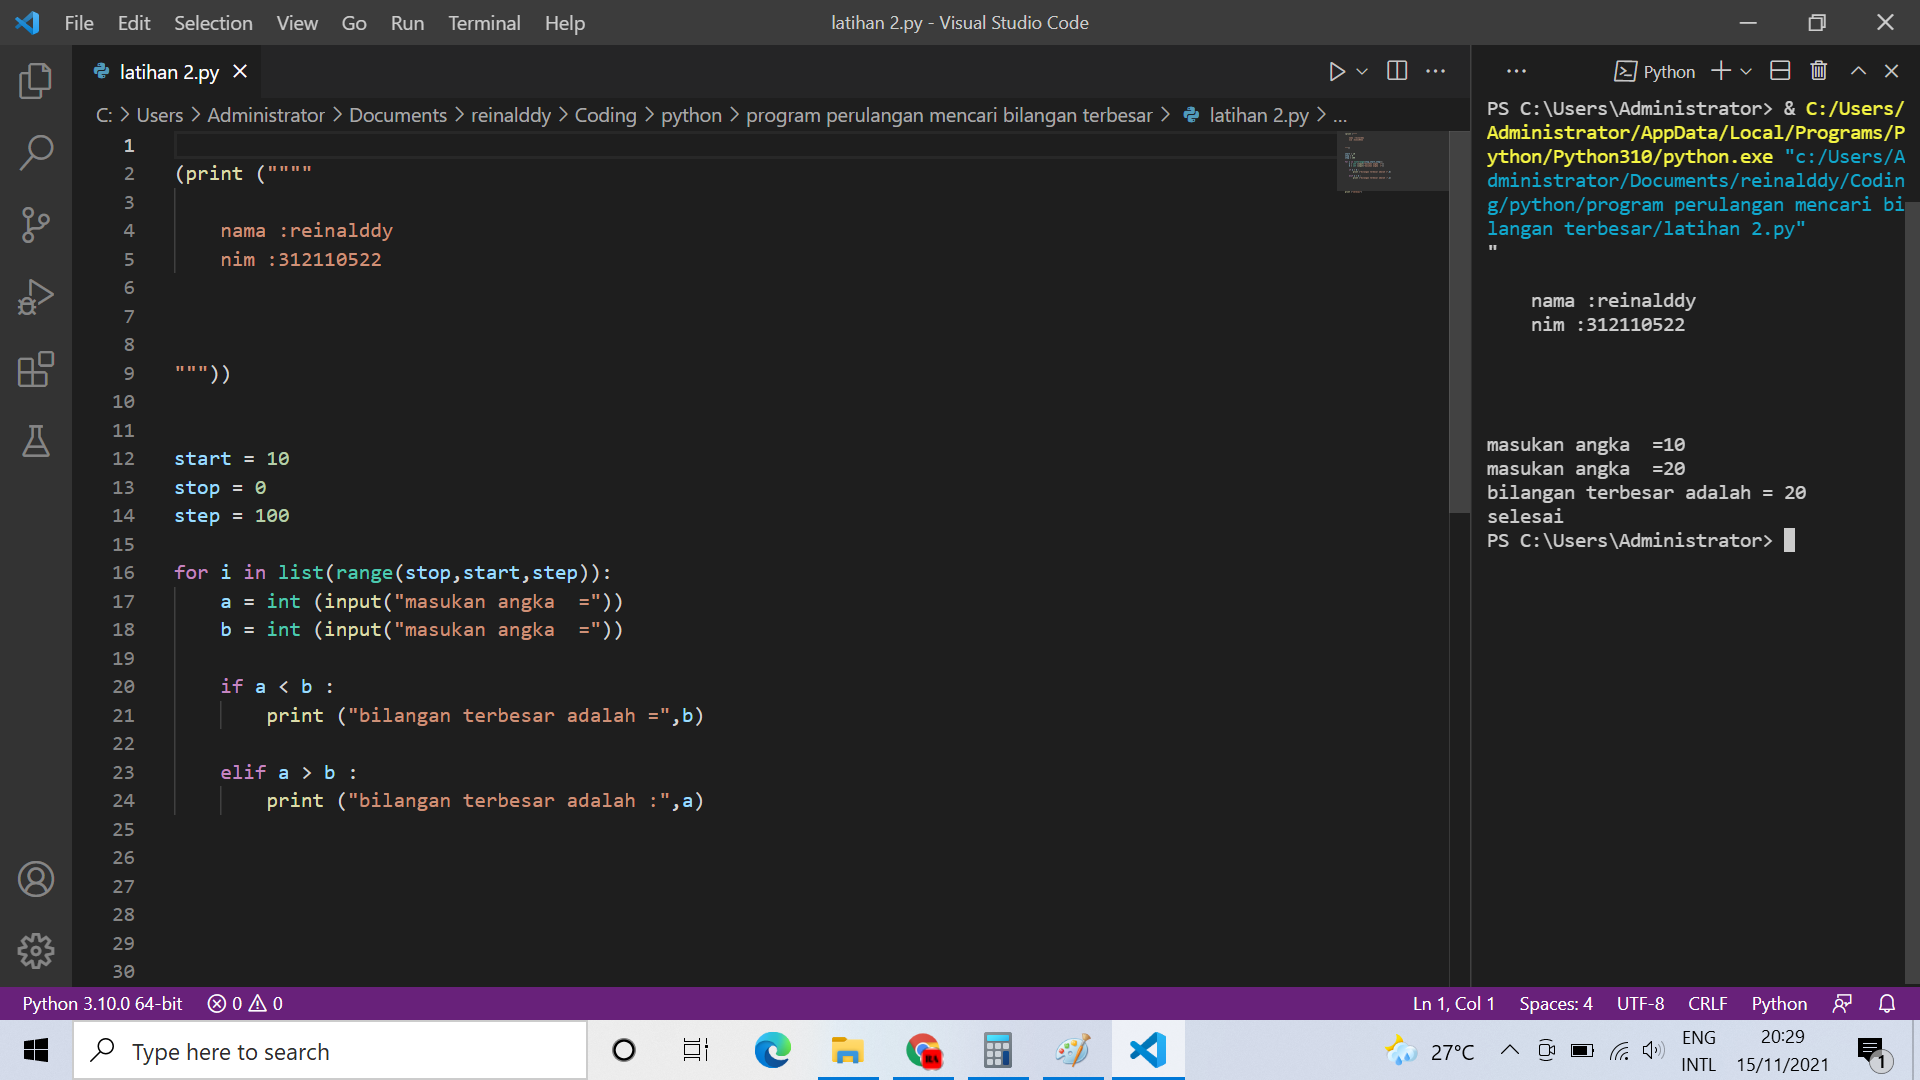 File Edit Selection View Go Run Terminal Help
latihan 2.py - Visual Studio Code
latihan 2.py
Python
C: > Users > Administrator > Documents > reinalddy > Coding > python > program perulangan mencari bilangan terbesar > latihan 2.py > ...
1
2 (print (""""
3
4 nama :reinalddy
5 nim :312110522
6
7
8
9 """))
10
11
12 start = 10
13 stop = 0
14 step = 100
15
16 for i in list(range(stop,start,step)):
17 a = int (input("masukan angka  ="))
18 b = int (input("masukan angka  ="))
19
20 if a < b :
21 print ("bilangan terbesar adalah =",b)
22
23 elif a > b :
24 print ("bilangan terbesar adalah :",a)
25
26
27
28
29
30
PS C:\Users\Administrator> & C:/Users/
Administrator/AppData/Local/Programs/P
ython/Python310/python.exe "c:/Users/A
dministrator/Documents/reinalddy/Codin
g/python/program perulangan mencari bi
langan terbesar/latihan 2.py"
"
nama :reinalddy
nim :312110522
masukan angka  =10
masukan angka  =20
bilangan terbesar adalah = 20
selesai
PS C:\Users\Administrator>
Python 3.10.0 64-bit 0 0
Ln 1, Col 1 Spaces: 4 UTF-8 CRLF Python
Type here to search
27°C
ENG
INTL
20:29
15/11/2021
1